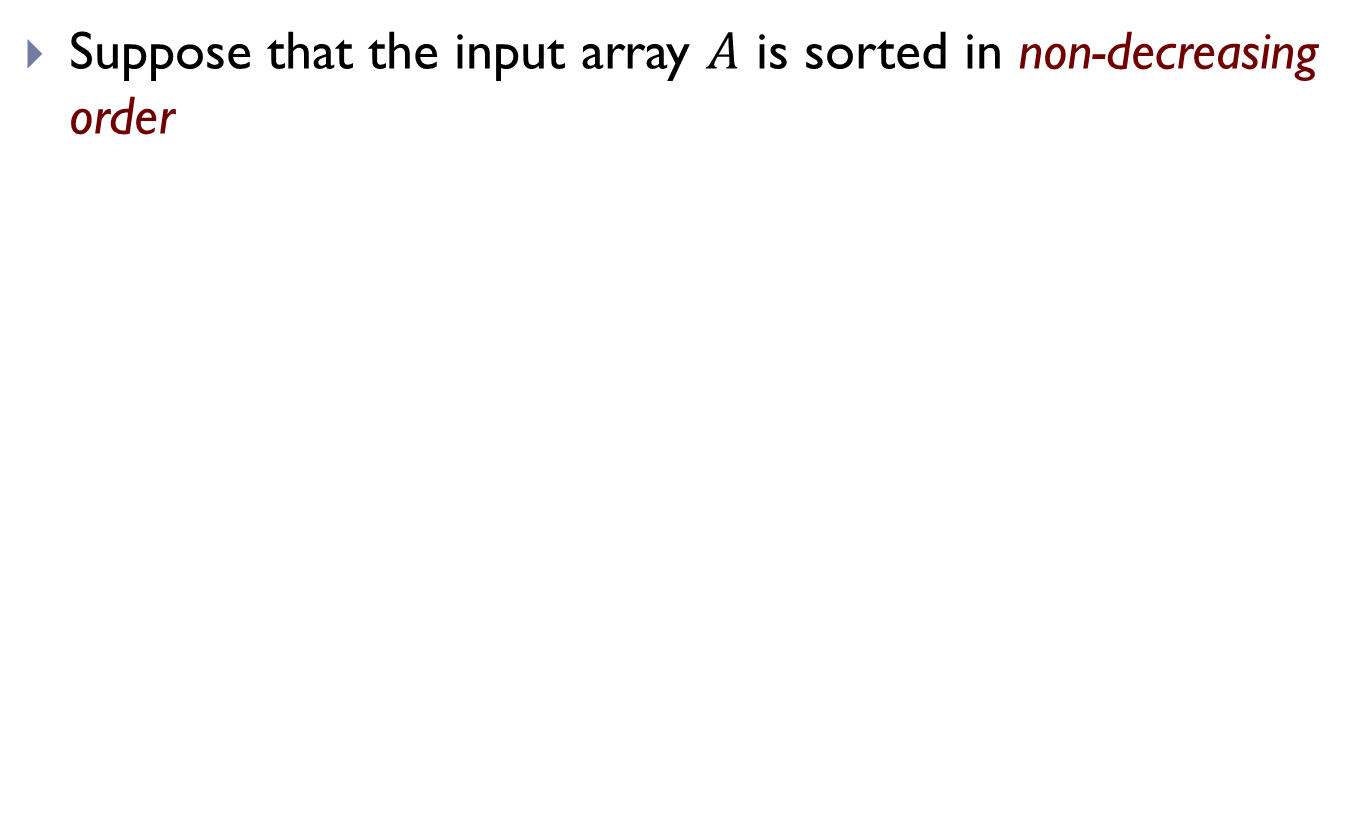 Suppose that the input array A is sorted in non-decreasing
order